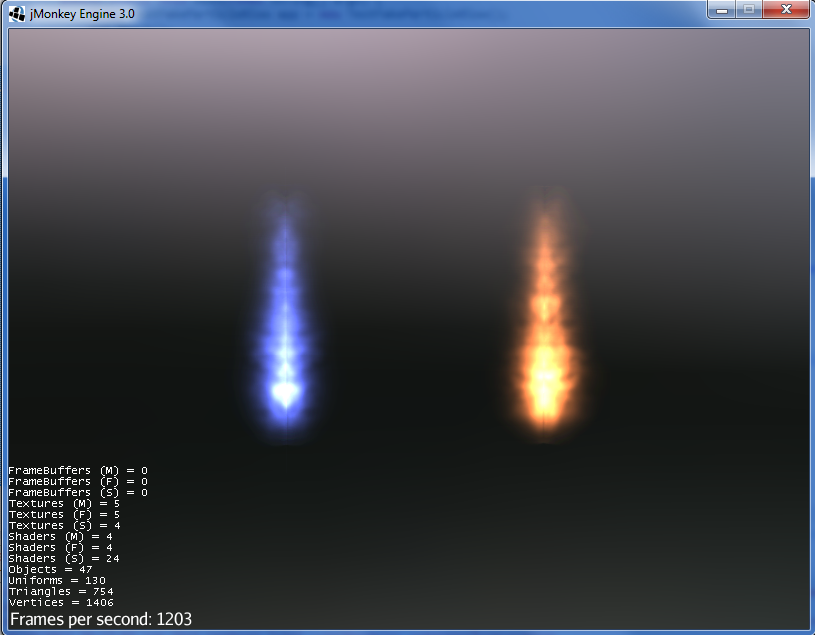 jMonkey Engine 3.0
FrameBuffers (M) = 0
FrameBuffers (F) = 0
FrameBuffers (S) = 0
Textures (M) = 5
Textures (F) = 5
Textures (S) = 4
Shaders (M) = 4
Shaders (F) = 4
Shaders (S) = 24
Objects = 47
Uniforms = 130
Triangles = 754
Vertices = 1406
Frames per second: 1203